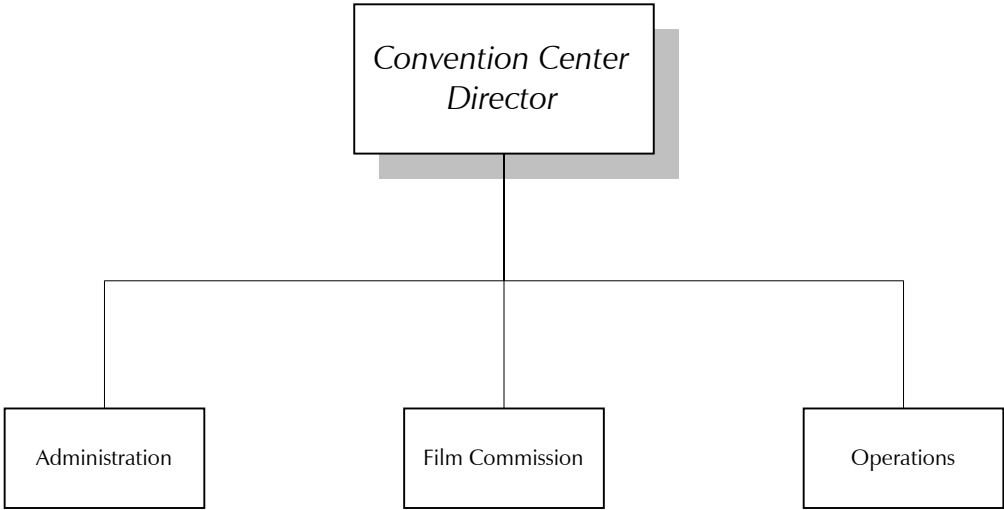 Convention Center
Director
Administration
Film Commission
Operations